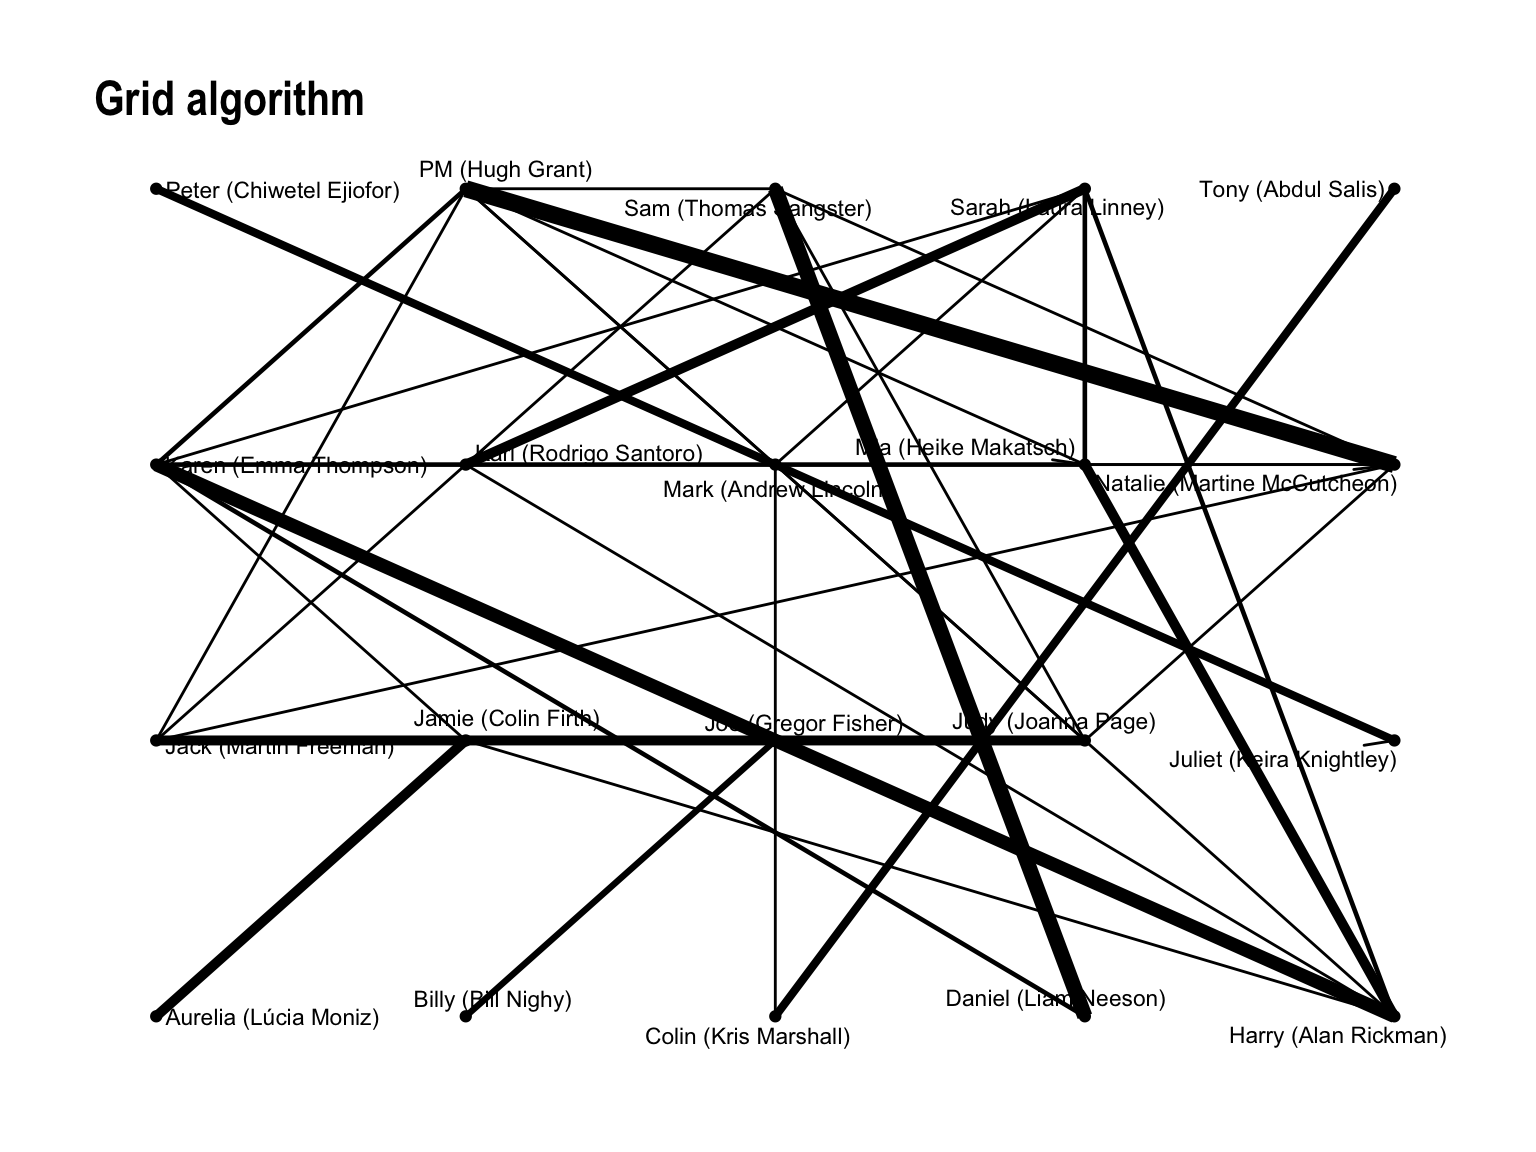 Grid algorithm
PM (Hugh Grant)
Peter (Chiwetel Ejiofor)
Tony (Abdul Salis)
Sam (Thomas Sangster)
Sarah (Laura Linney)
Mia (Heike Makatsch)
Karl (Rodrigo Santoro)
Karen (Emma Thompson)
Natalie (Martine McCutcheon)
Mark (Andrew Lincoln)
Jamie (Colin Firth)
Joe (Gregor Fisher)
Judy (Joanna Page)
Jack (Martin Freeman)
Juliet (Keira Knightley)
Billy (Bill Nighy)
Daniel (Liam Neeson)
Aurelia (Lúcia Moniz)
Colin (Kris Marshall)
Harry (Alan Rickman)